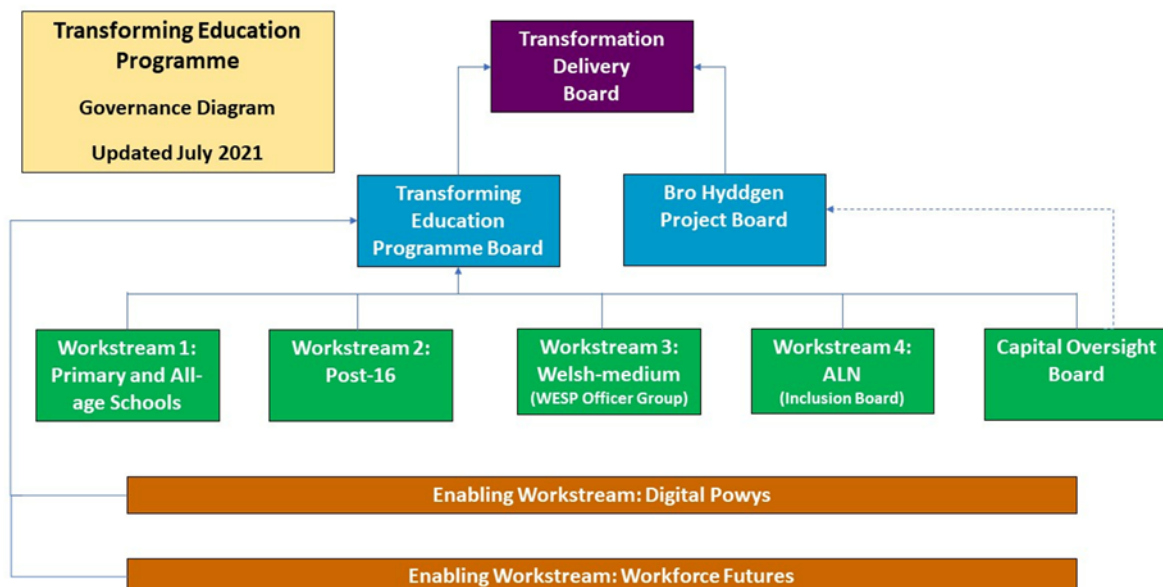 Transforming Education
Programme
Governance Diagram
Updated July 2021
Transformation
Delivery
Board
Transforming
Education
Programme Board
Bro Hyddgen
Project Board
Workstream 1:
Primary and All-
age Schools
Workstream 2:
Post-16
Workstream 3:
Welsh-medium
(WESP Officer Group)
Workstream 4:
ALN
(Inclusion Board)
Capital Oversight
Board
Enabling Workstream: Digital Powys
Enabling Workstream: Workforce Futures